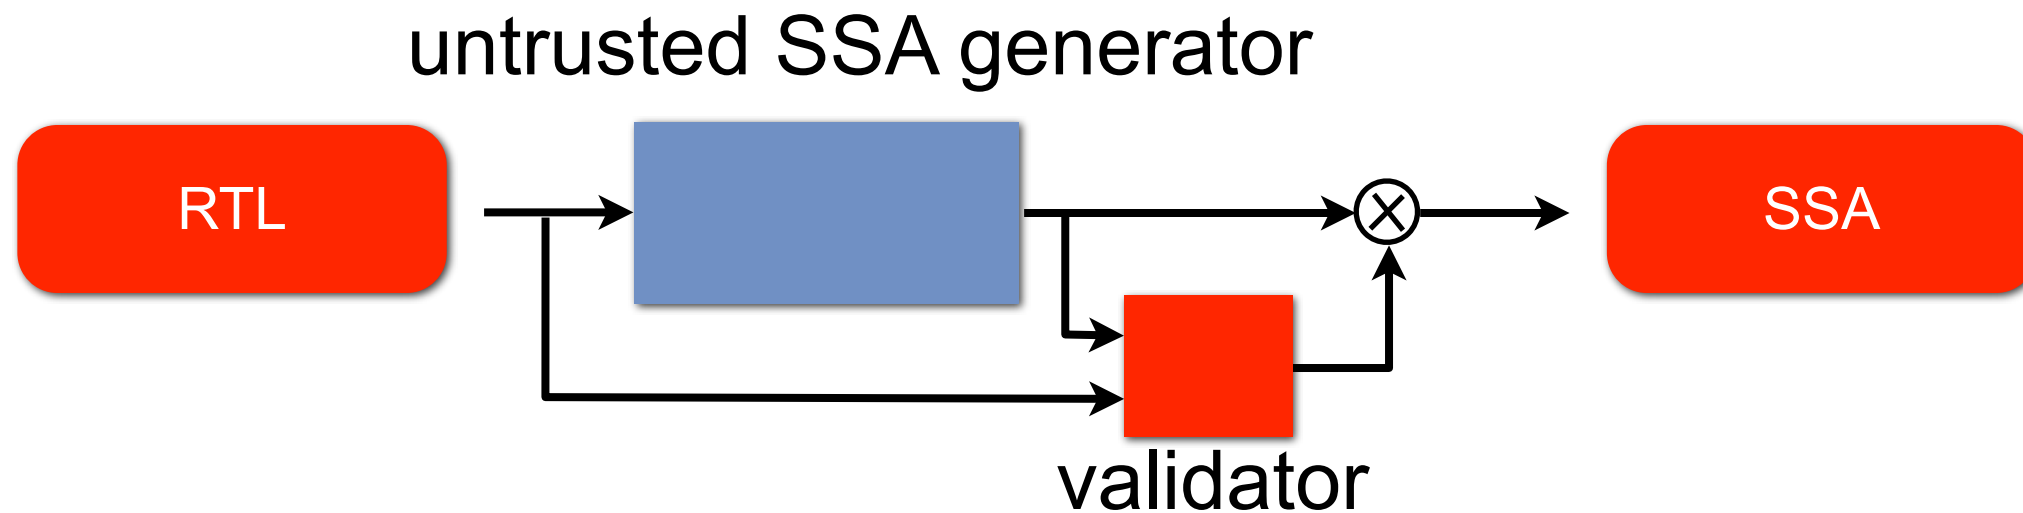 untrusted SSA generator
RTL
SSA
validator